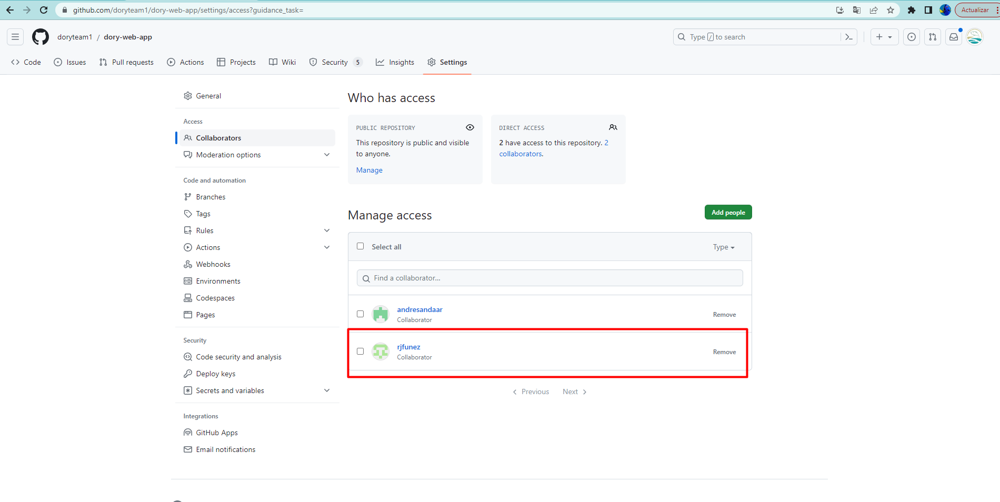 github.com/doryteam1/dory-web-app/settings/access?guidance_task=
Actualizar
doryteam1 / dory-web-app
Type / to search
Code
Issues
Pull requests
Actions
Projects
Wiki
Security 5
Insights
Settings
General
Access
Collaborators
Moderation options
Code and automation
Branches
Tags
Rules
Actions
Webhooks
Environments
Codespaces
Pages
Security
Code security and analysis
Deploy keys
Secrets and variables
Integrations
GitHub Apps
Email notifications
Who has access
PUBLIC REPOSITORY
This repository is public and visible
to anyone.
Manage
DIRECT ACCESS
2 have access to this repository. 2
collaborators.
Manage access
Add people
Select all
Type
Find a collaborator...
andresandaar
Collaborator
Remove
rjfunez
Collaborator
Remove
Previous
Next